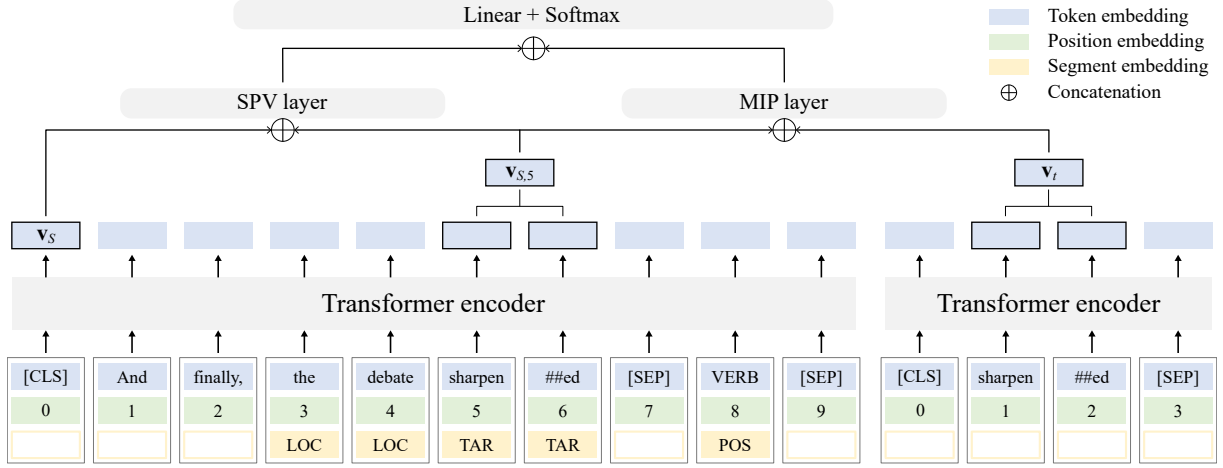 Linear + Softmax
Token embedding
Position embedding
Segment embedding
⊕ Concatenation
SPV layer
MIP layer
v_{S,5}
v_t
v_S
Transformer encoder
Transformer encoder
[CLS] And finally, the debate sharpen ##ed [SEP] VERB [SEP] [CLS] sharpen ##ed [SEP]
0 1 2 3 4 5 6 7 8 9 0 1 2 3
LOC LOC TAR TAR POS